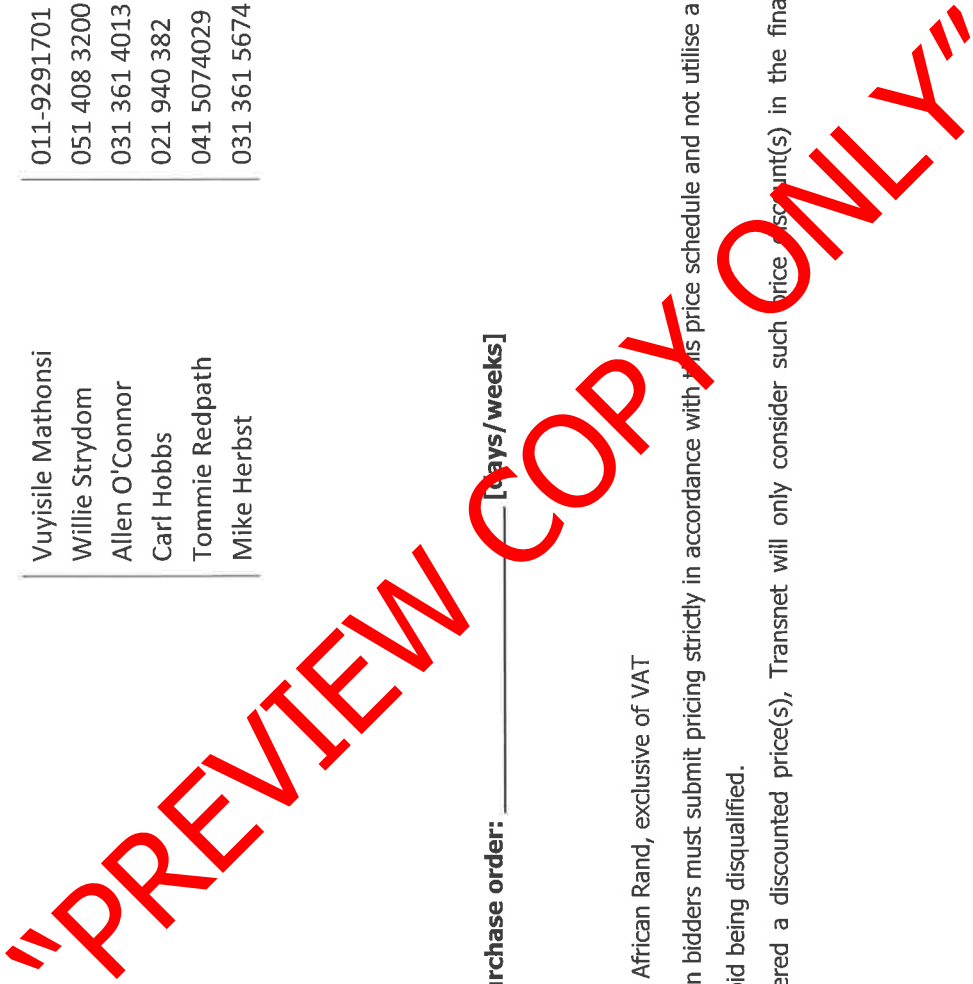 Vuyisile Mathonsi 011-9291701
Willie Strydom 051 408 3200
Allen O'Connor 031 361 4013
Carl Hobbs 021 940 382
Tommie Redpath 041 5074029
Mike Herbst 031 361 5674
urchase order: ____________________ [days/weeks]
African Rand, exclusive of VAT
n bidders must submit pricing strictly in accordance with this price schedule and not utilise a
id being disqualified.
ered a discounted price(s), Transnet will only consider such price discount(s) in the fina
"PREVIEW COPY ONLY"